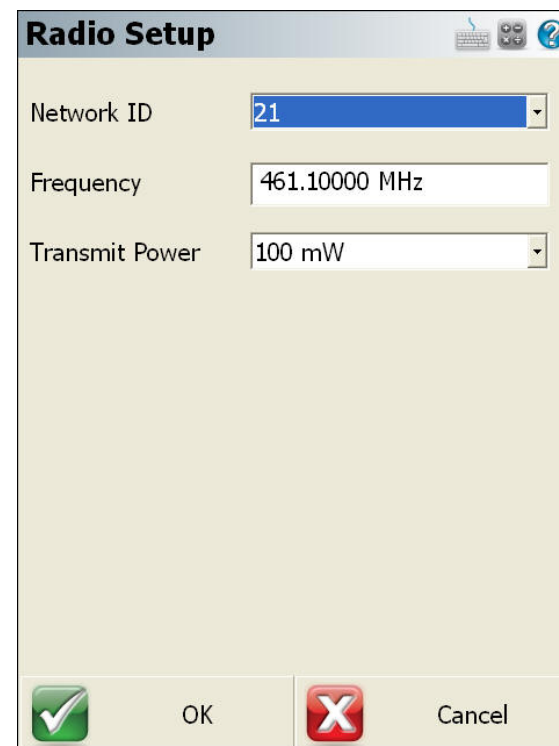 Radio Setup
Network ID 21
Frequency 461.10000 MHz
Transmit Power 100 mW
OK Cancel